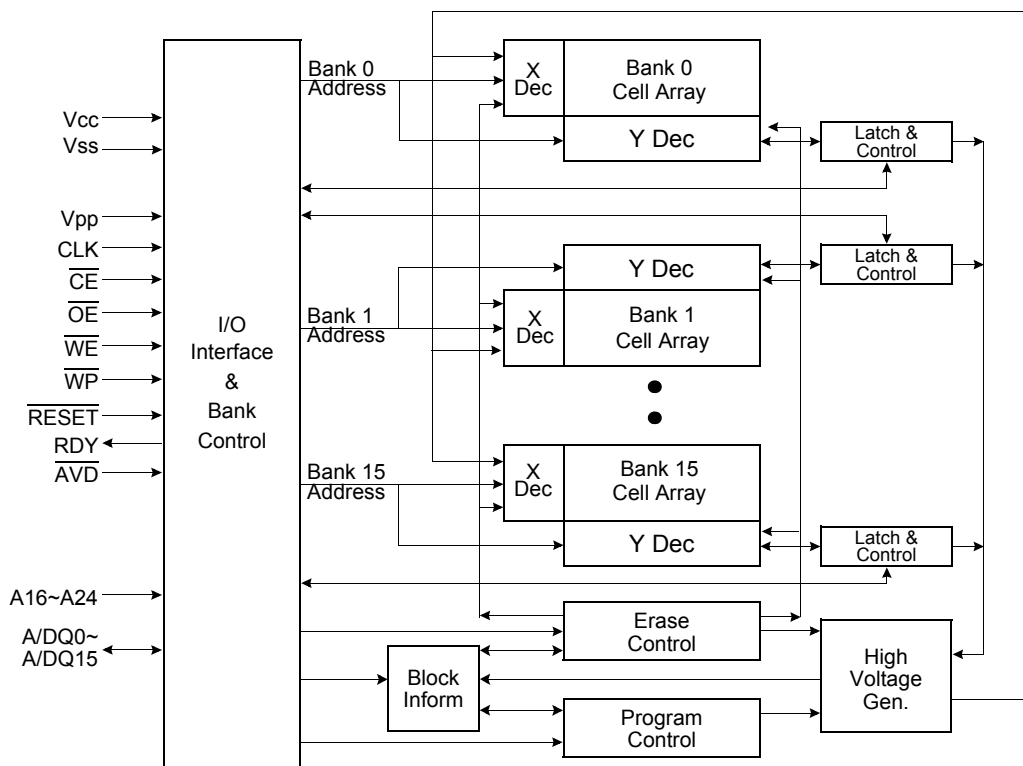 Vcc
Vss
Vpp
CLK
CE
OE
WE
WP
RESET
RDY
AVD
A16~A24
A/DQ0~
A/DQ15
I/O
Interface
&
Bank
Control
Bank 0
Address
X
Dec
Bank 0
Cell Array
Y Dec
Latch &
Control
Bank 1
Address
Y Dec
X
Dec
Bank 1
Cell Array
Latch &
Control
Bank 15
Address
X
Dec
Bank 15
Cell Array
Y Dec
Latch &
Control
Erase
Control
Block
Inform
Program
Control
High
Voltage
Gen.